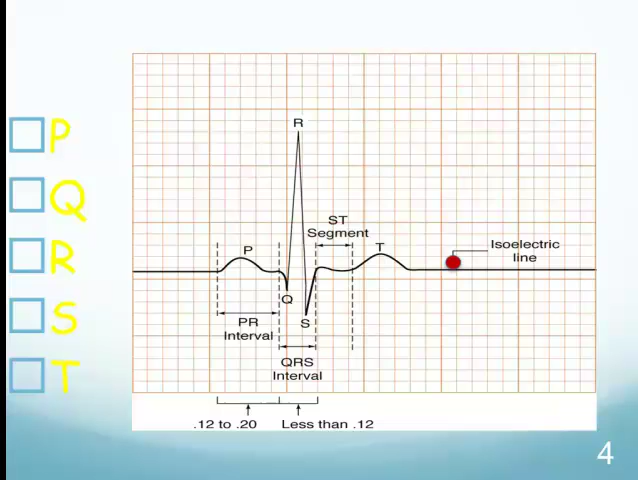 P
Q
R
S
T
R
ST
Segment
P
T
Isoelectric
line
Q
S
PR
Interval
QRS
Interval
.12 to .20
Less than .12
4